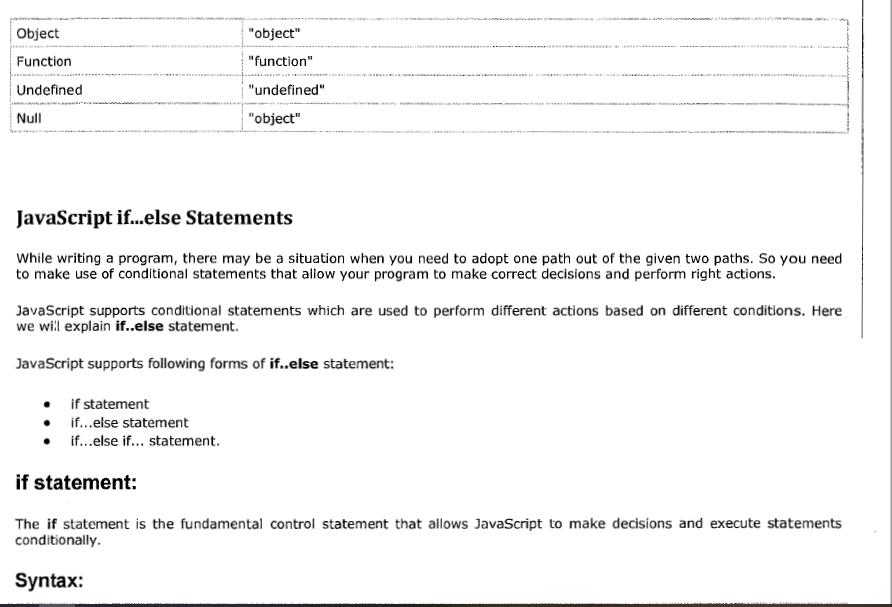 Object "object"
Function "function"
Undefined "undefined"
Null "object"
JavaScript if...else Statements
While writing a program, there may be a situation when you need to adopt one path out of the given two paths. So you need
to make use of conditional statements that allow your program to make correct decisions and perform right actions.
JavaScript supports conditional statements which are used to perform different actions based on different conditions. Here
we will explain if..else statement.
JavaScript supports following forms of if..else statement:
• if statement
• if...else statement
• if...else if... statement.
if statement:
The if statement is the fundamental control statement that allows JavaScript to make decisions and execute statements
conditionally.
Syntax: